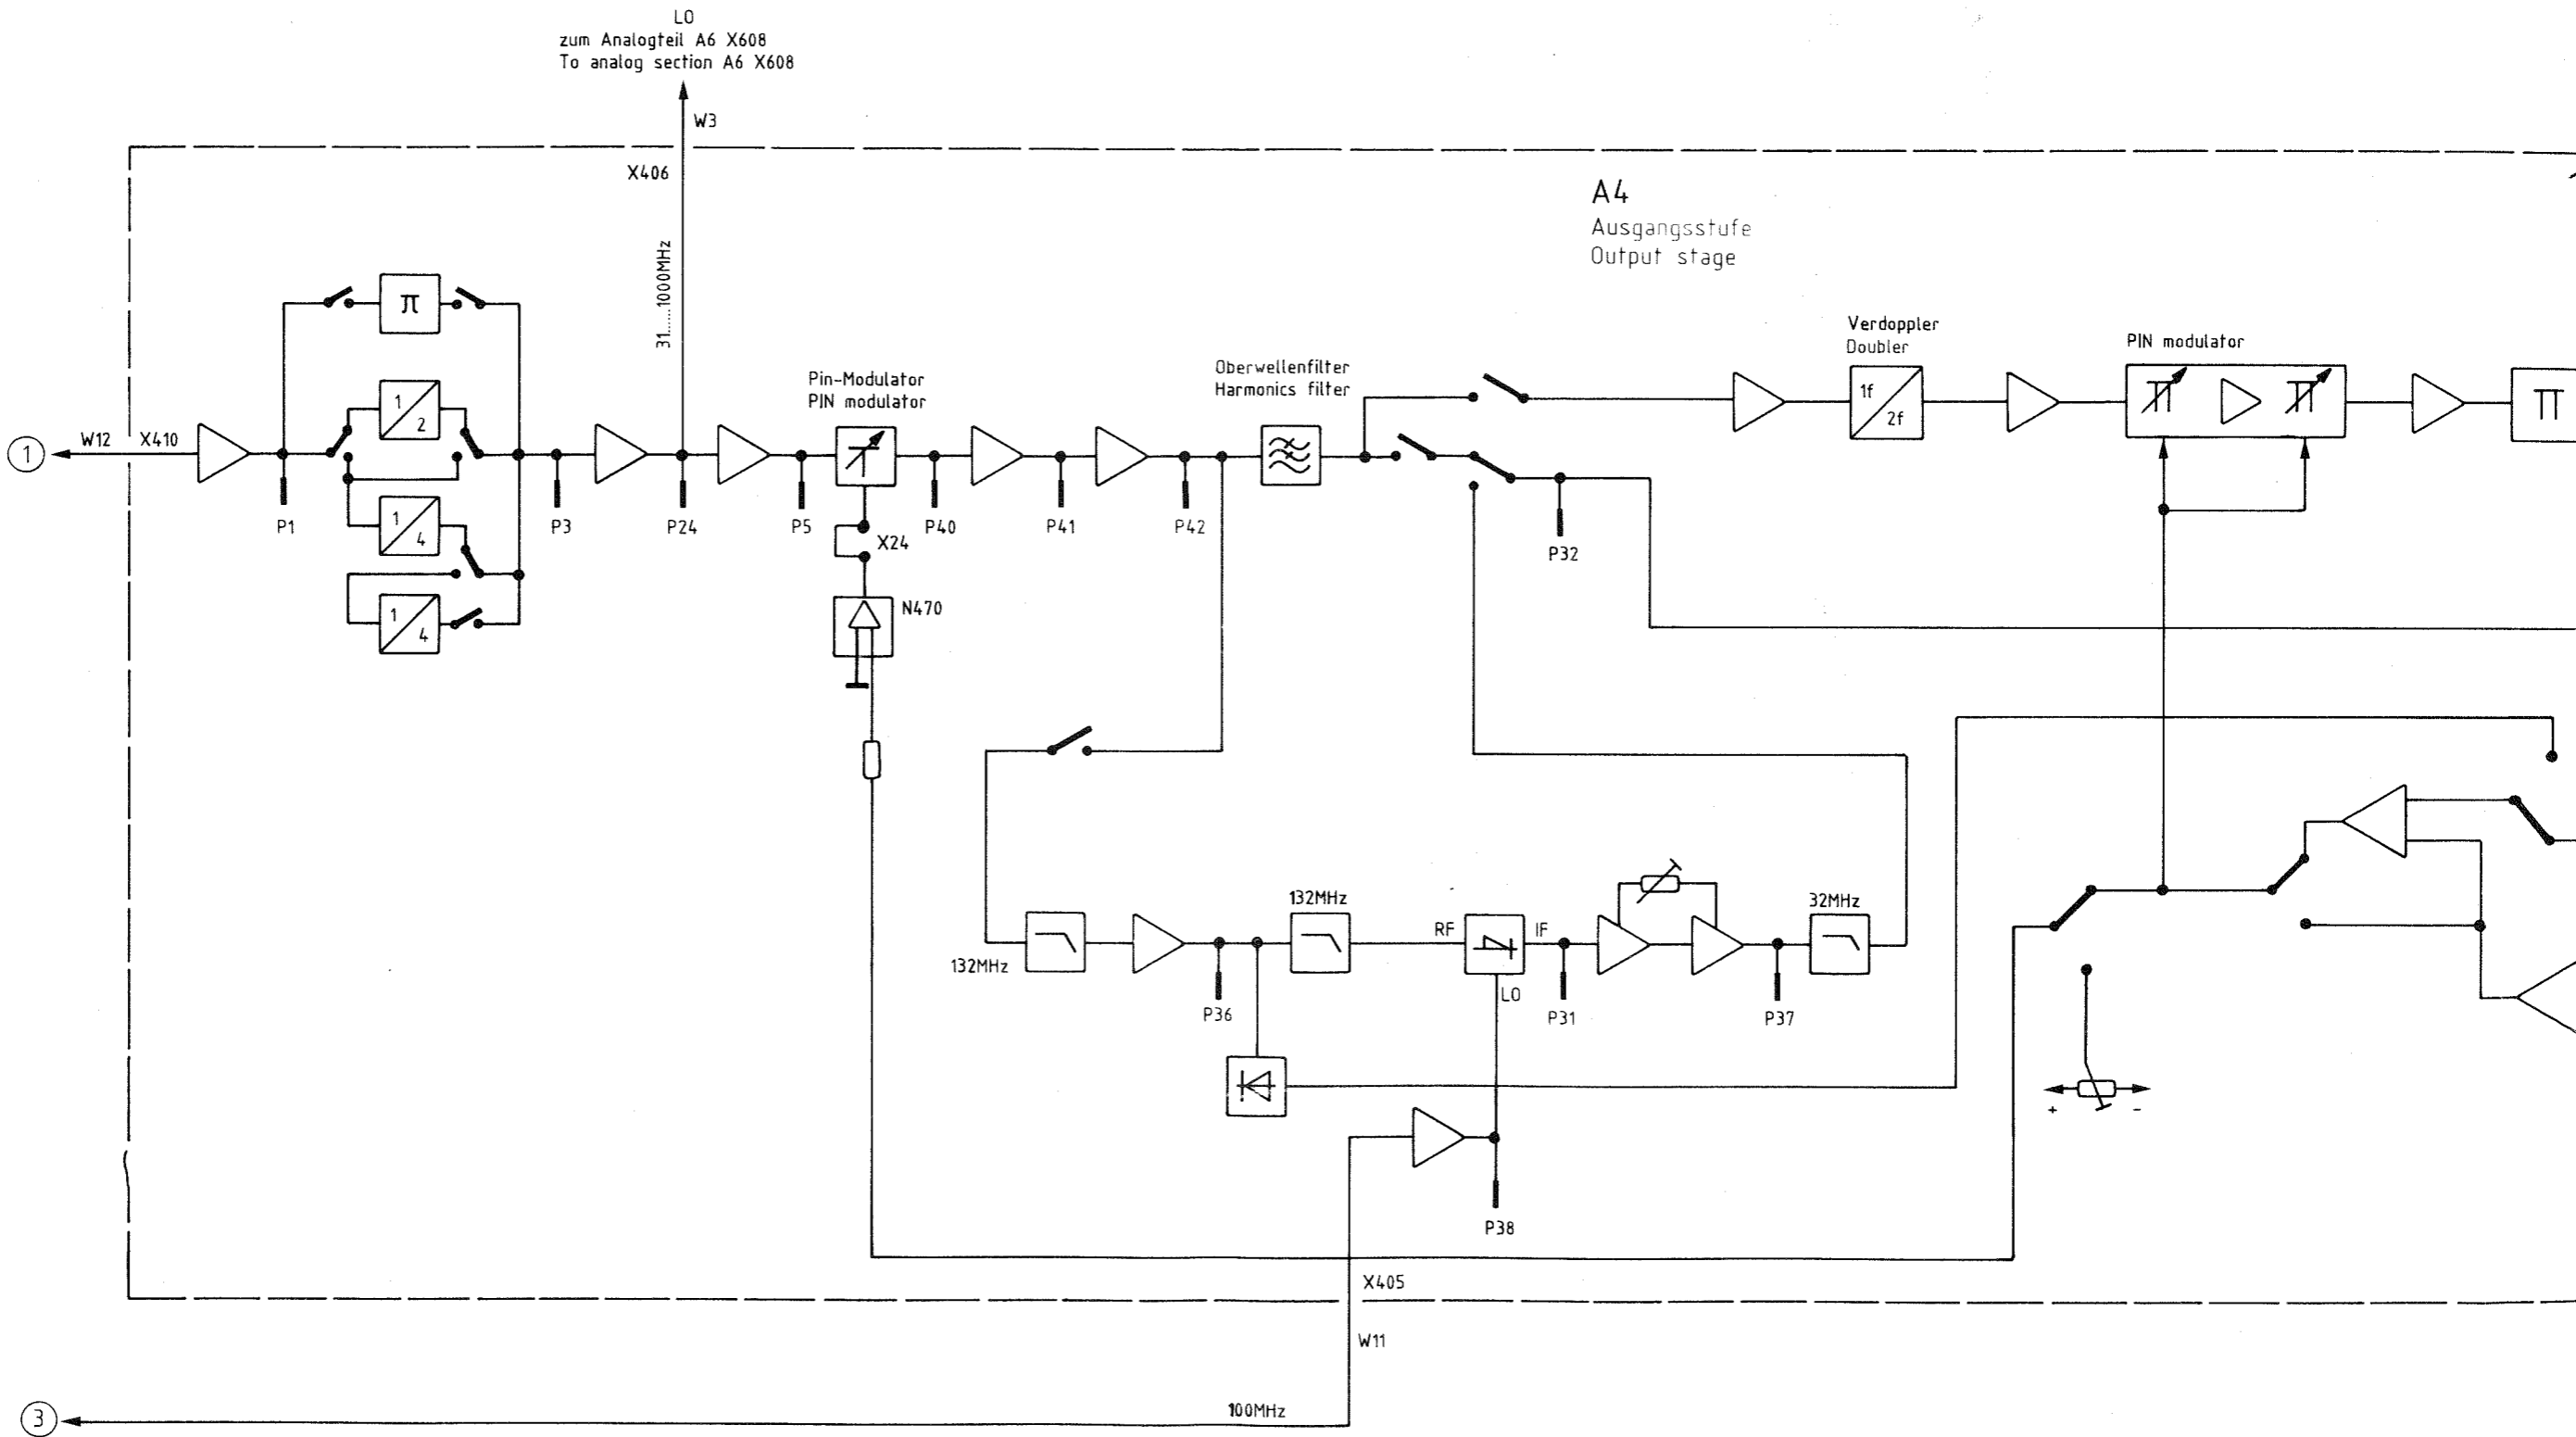 LO
zum Analogteil A6 X608
To analog section A6 X608
W3
X406
31......1000MHz
A4
Ausgangsstufe
Output stage
π
1
2
1
4
1
4
1
W12
X410
P1
P3
P24
P5
Pin-Modulator
PIN modulator
X24
N470
P40
P41
P42
Oberwellenfilter
Harmonics filter
P32
Verdoppler
Doubler
1f
2f
PIN modulator
132MHz
P36
132MHz
RF
IF
LO
P31
P37
32MHz
P38
+
-
X405
W11
100MHz
3